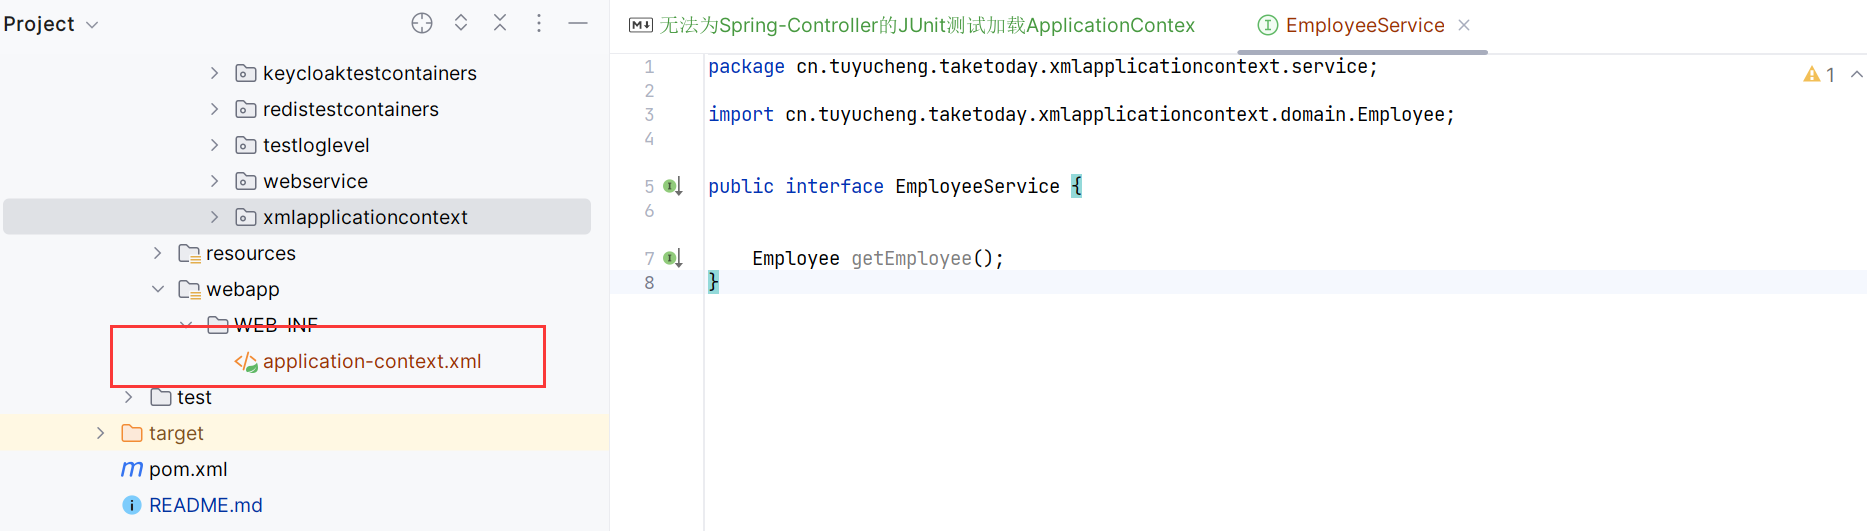 Project
keycloaktestcontainers
redistestcontainers
testloglevel
webservice
xmlapplicationcontext
resources
webapp
WEB-INF
application-context.xml
test
target
pom.xml
README.md
无法为Spring-Controller的JUnit测试加载ApplicationContex
EmployeeService
1 package cn.tuyucheng.taketoday.xmlapplicationcontext.service;
2
3 import cn.tuyucheng.taketoday.xmlapplicationcontext.domain.Employee;
4
5 public interface EmployeeService {
6
7 Employee getEmployee();
8 }
1